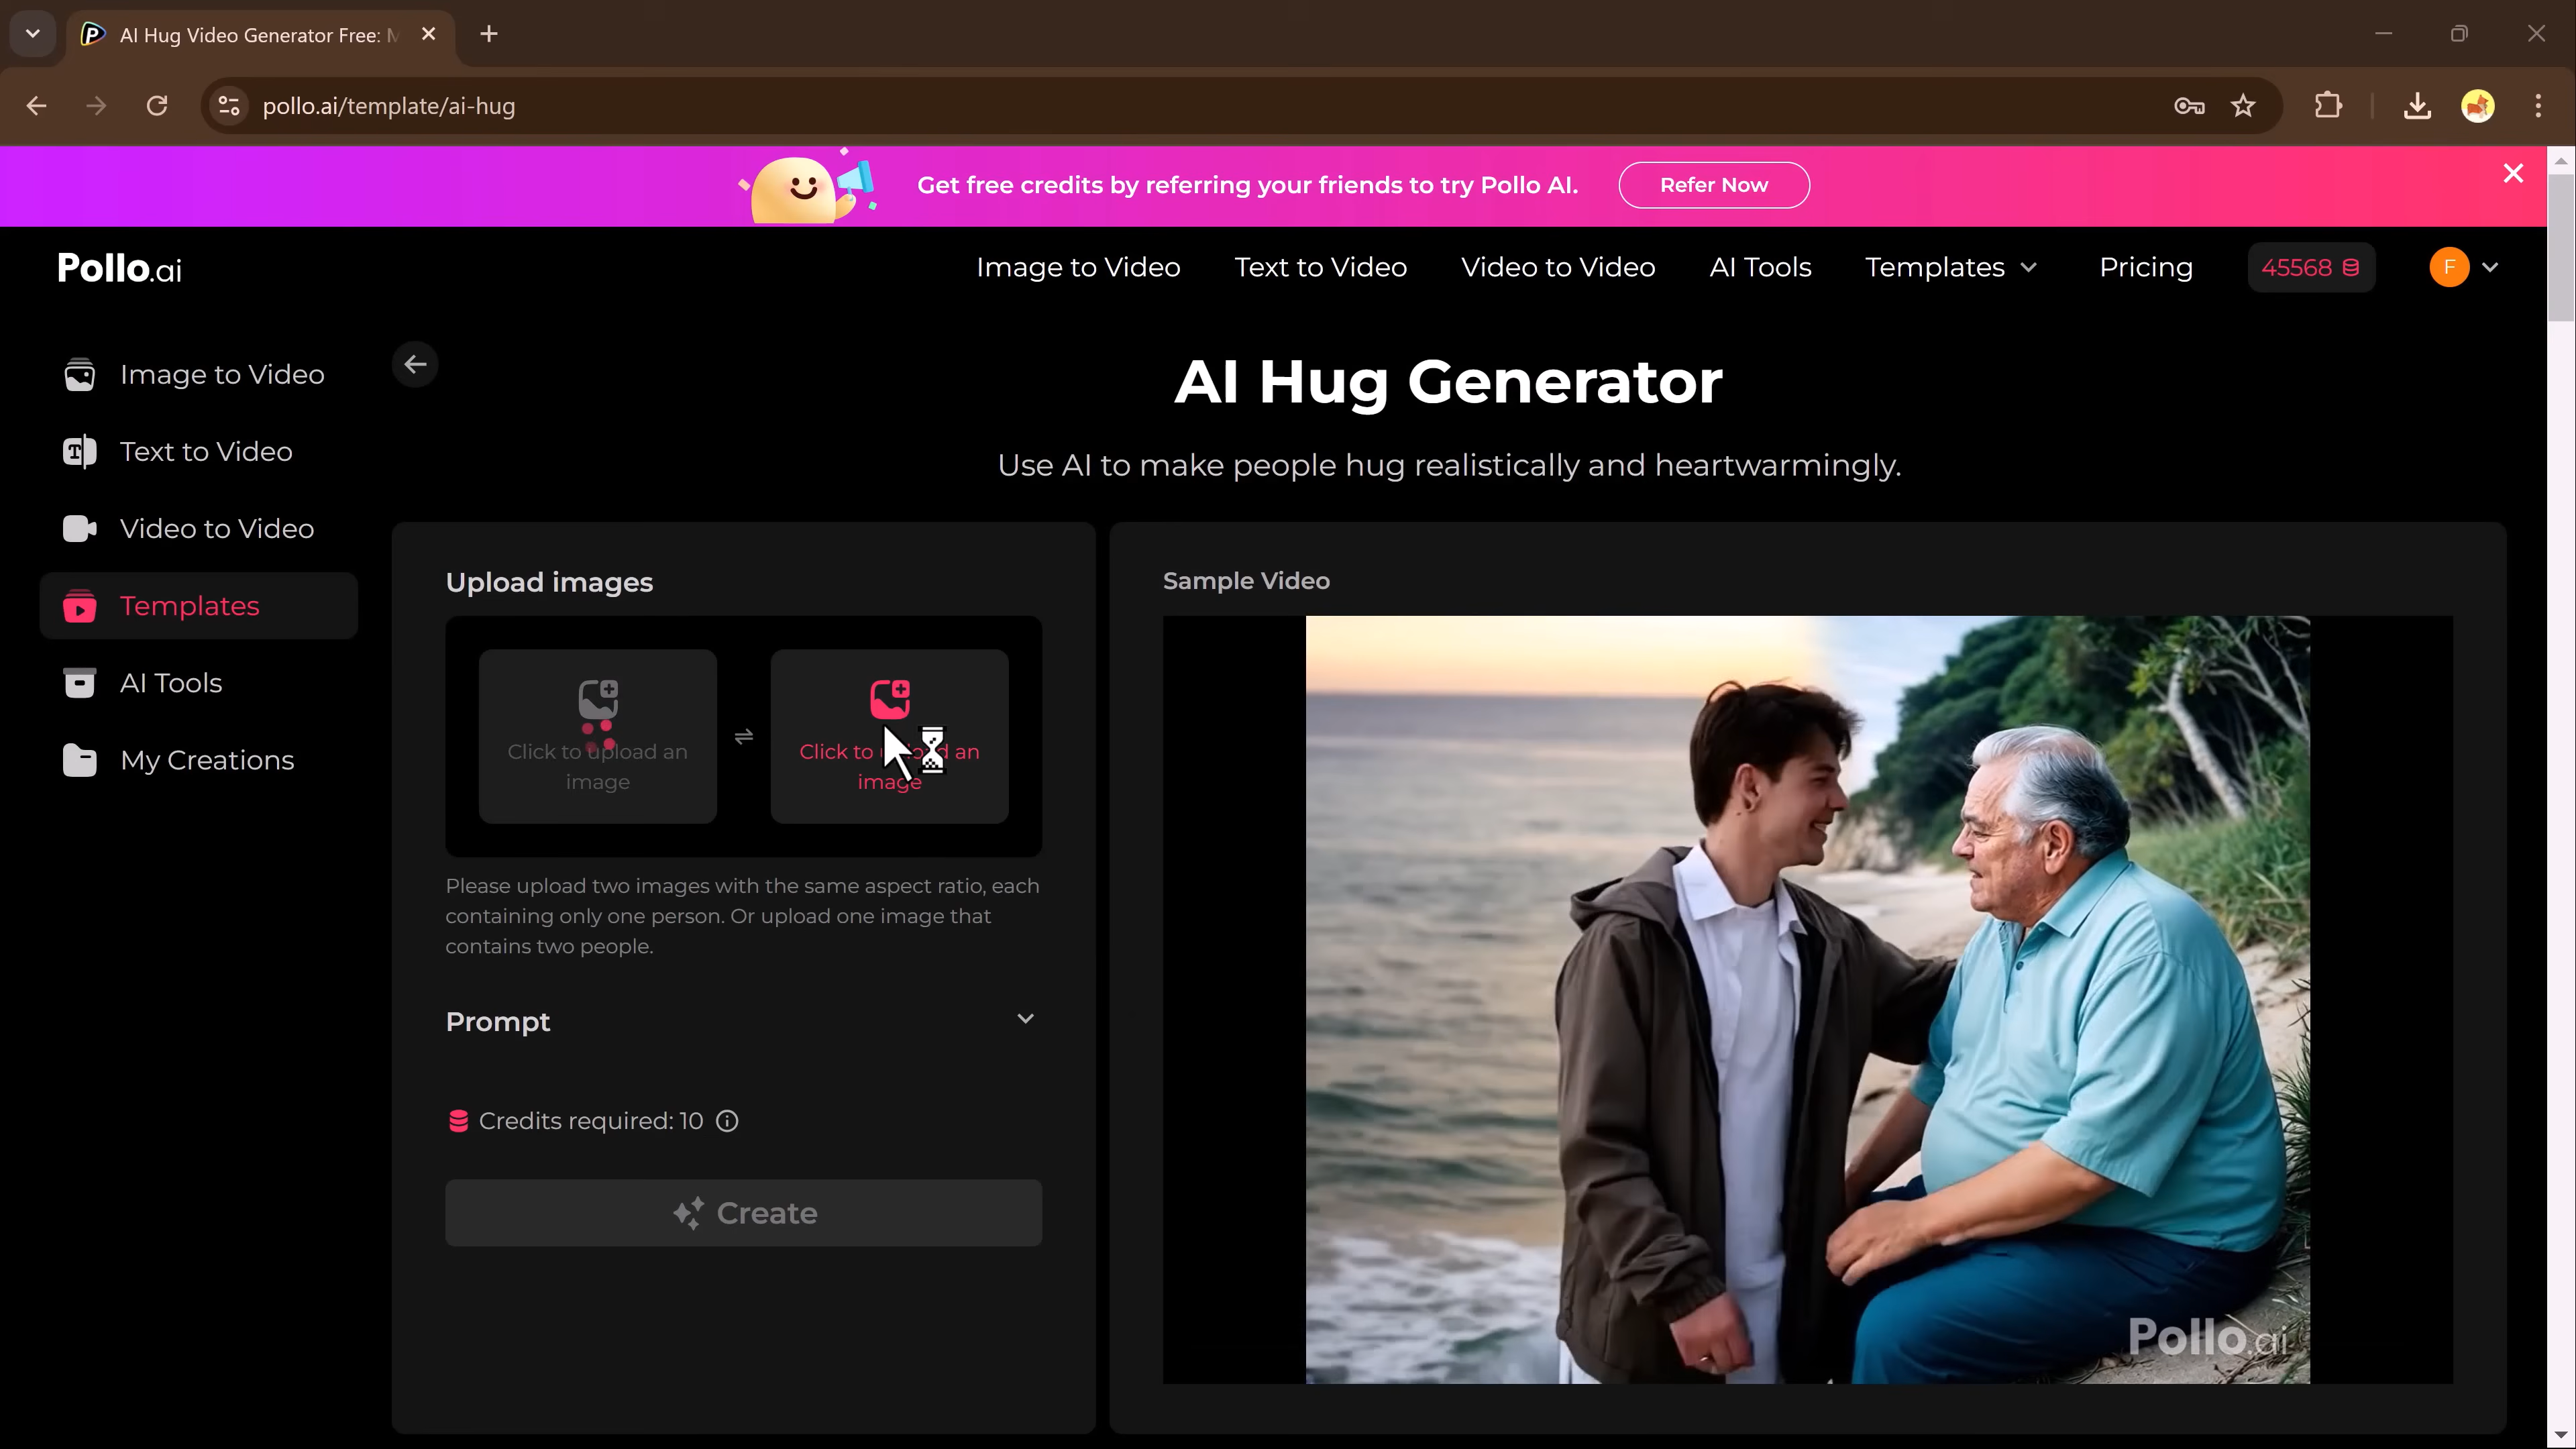 AI Hug Video Generator Free: M
pollo.ai/template/ai-hug
Get free credits by referring your friends to try Pollo AI.
Refer Now
Pollo.ai
Image to Video
Text to Video
Video to Video
AI Tools
Templates
Pricing
45568
F
Image to Video
Text to Video
Video to Video
Templates
AI Tools
My Creations
AI Hug Generator
Use AI to make people hug realistically and heartwarmingly.
Upload images
Click to upload an
image
Click to upload an
image
Please upload two images with the same aspect ratio, each
containing only one person. Or upload one image that
contains two people.
Prompt
Credits required: 10
Create
Sample Video
Pollo.ai